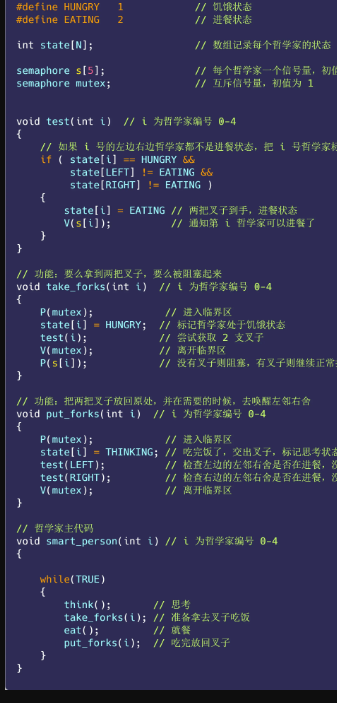 #define HUNGRY   1            // 饥饿状态
#define EATING   2            // 进餐状态
int state[N];                 // 数组记录每个哲学家的状态
semaphore s[5];               // 每个哲学家一个信号量，初值
semaphore mutex;              // 互斥信号量，初值为 1
void test(int i)  // i 为哲学家编号 0-4
{
    // 如果 i 号的左边右边哲学家都不是进餐状态，把 i 号哲学家标
    if ( state[i] == HUNGRY &&
         state[LEFT] != EATING &&
         state[RIGHT] != EATING )
    {
        state[i] = EATING // 两把叉子到手，进餐状态
        V(s[i]);          // 通知第 i 哲学家可以进餐了
    }
}
// 功能：要么拿到两把叉子，要么被阻塞起来
void take_forks(int i)  // i 为哲学家编号 0-4
{
    P(mutex);            // 进入临界区
    state[i] = HUNGRY;  // 标记哲学家处于饥饿状态
    test(i);            // 尝试获取 2 支叉子
    V(mutex);           // 离开临界区
    P(s[i]);            // 没有叉子则阻塞，有叉子则继续正常
}
// 功能：把两把叉子放回原处，并在需要的时候，去唤醒左邻右舍
void put_forks(int i)  // i 为哲学家编号 0-4
{
    P(mutex);            // 进入临界区
    state[i] = THINKING; // 吃完饭了，交出叉子，标记思考状态
    test(LEFT);          // 检查左边的左邻右舍是否在进餐，没
    test(RIGHT);         // 检查右边的左邻右舍是否在进餐，没
    V(mutex);            // 离开临界区
}
// 哲学家主代码
void smart_person(int i) // i 为哲学家编号 0-4
{
    while(TRUE)
    {
        think();       // 思考
        take_forks(i); // 准备拿去叉子吃饭
        eat();         // 就餐
        put_forks(i);  // 吃完放回叉子
    }
}